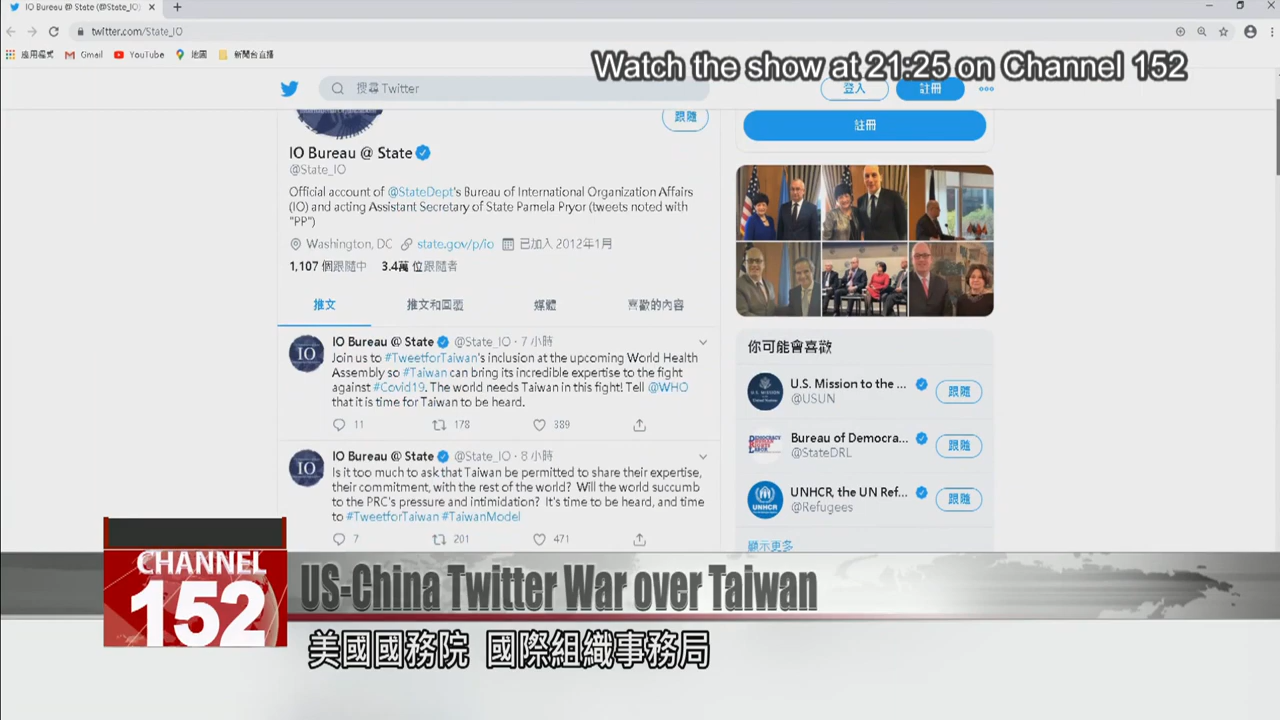 IO Bureau @ State (@State_IO)
twitter.com/State_IO
應用程式
Gmail
YouTube
地圖
新聞台直播
Watch the show at 21:25 on Channel 152
搜尋 Twitter
登入
註冊
跟隨
註冊
IO Bureau @ State
@State_IO
Official account of @StateDept's Bureau of International Organization Affairs
(IO) and acting Assistant Secretary of State Pamela Pryor (tweets noted with
"PP")
Washington, DC state.gov/p/io 已加入 2012年1月
1,107 個跟隨中 3.4萬 位跟隨者
推文 推文和回覆 媒體 喜歡的內容
IO Bureau @ State @State_IO · 7 小時
Join us to #TweetforTaiwan's inclusion at the upcoming World Health
Assembly so #Taiwan can bring its incredible expertise to the fight
against #Covid19. The world needs Taiwan in this fight! Tell @WHO
that it is time for Taiwan to be heard.
11 178 389
IO Bureau @ State @State_IO · 8 小時
Is it too much to ask that Taiwan be permitted to share their expertise,
their commitment, with the rest of the world? Will the world succumb
to the PRC's pressure and intimidation? It's time to be heard, and time
to #TweetforTaiwan #TaiwanModel
7 201 471
你可能會喜歡
U.S. Mission to the ...
@USUN
跟隨
Bureau of Democra...
@StateDRL
跟隨
UNHCR, the UN Ref...
@Refugees
跟隨
顯示更多
IO
IO
UNHCR
CHANNEL
152
US-China Twitter War over Taiwan
美國國務院 國際組織事務局